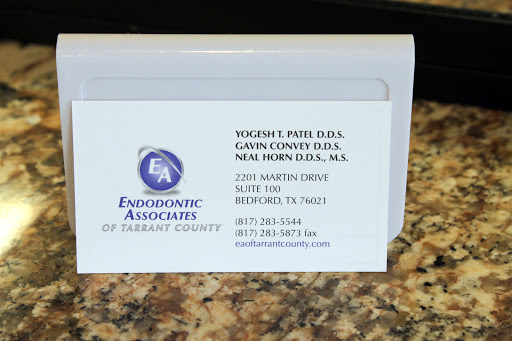 YOGESH T. PATEL D.D.S.
GAVIN CONVEY D.D.S.
NEAL HORN D.D.S., M.S.
2201 MARTIN DRIVE
SUITE 100
BEDFORD, TX 76021
(817) 283-5544
(817) 283-5873 fax
eaoftarrantcounty.com
EA
ENDODONTIC
ASSOCIATES
OF TARRANT COUNTY